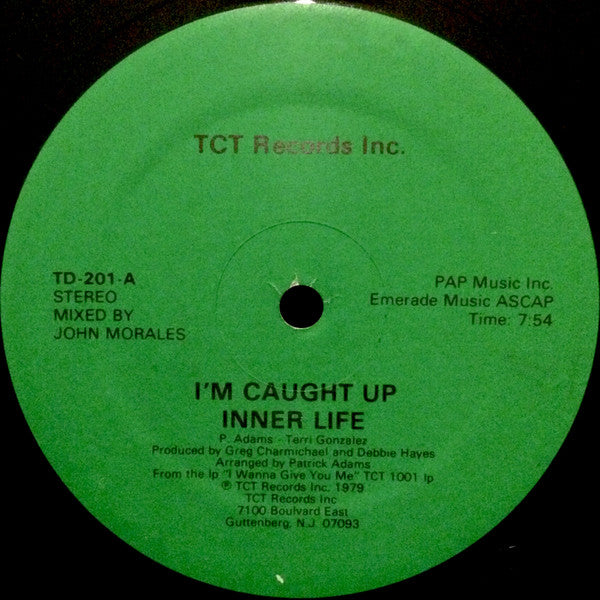 TCT Records Inc.
TD-201-A
STEREO
MIXED BY
JOHN MORALES
PAP Music Inc.
Emerade Music ASCAP
Time: 7:54
I'M CAUGHT UP
INNER LIFE
P. Adams - Terri Gonzalez
Produced by Greg Charmichael and Debbie Hayes
Arranged by Patrick Adams
From the lp "I Wanna Give You Me" TCT 1001 lp
℗ TCT Records Inc. 1979
TCT Records Inc
7100 Boulvard East
Guttenberg, N.J. 07093